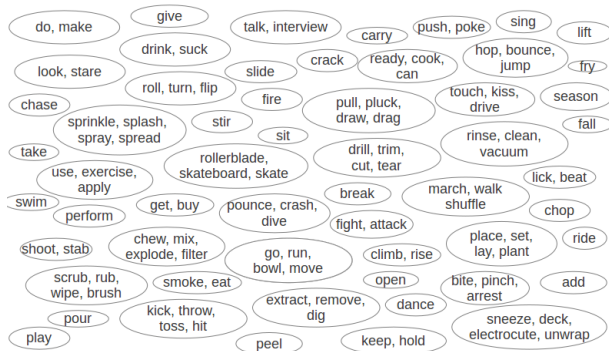 do, make
give
talk, interview
carry
push, poke
sing
lift
drink, suck
look, stare
slide
crack
ready, cook,
can
hop, bounce,
jump
fry
roll, turn, flip
chase
fire
pull, pluck,
draw, drag
touch, kiss,
drive
season
sprinkle, splash,
spray, spread
stir
sit
fall
take
rollerblade,
skateboard, skate
drill, trim,
cut, tear
rinse, clean,
vacuum
use, exercise,
apply
lick, beat
swim
perform
get, buy
pounce, crash,
dive
break
march, walk
shuffle
chop
fight, attack
shoot, stab
chew, mix,
explode, filter
go, run,
bowl, move
climb, rise
place, set,
lay, plant
ride
scrub, rub,
wipe, brush
smoke, eat
open
bite, pinch,
arrest
add
pour
kick, throw,
toss, hit
extract, remove,
dig
dance
sneeze, deck,
electrocute, unwrap
play
peel
keep, hold